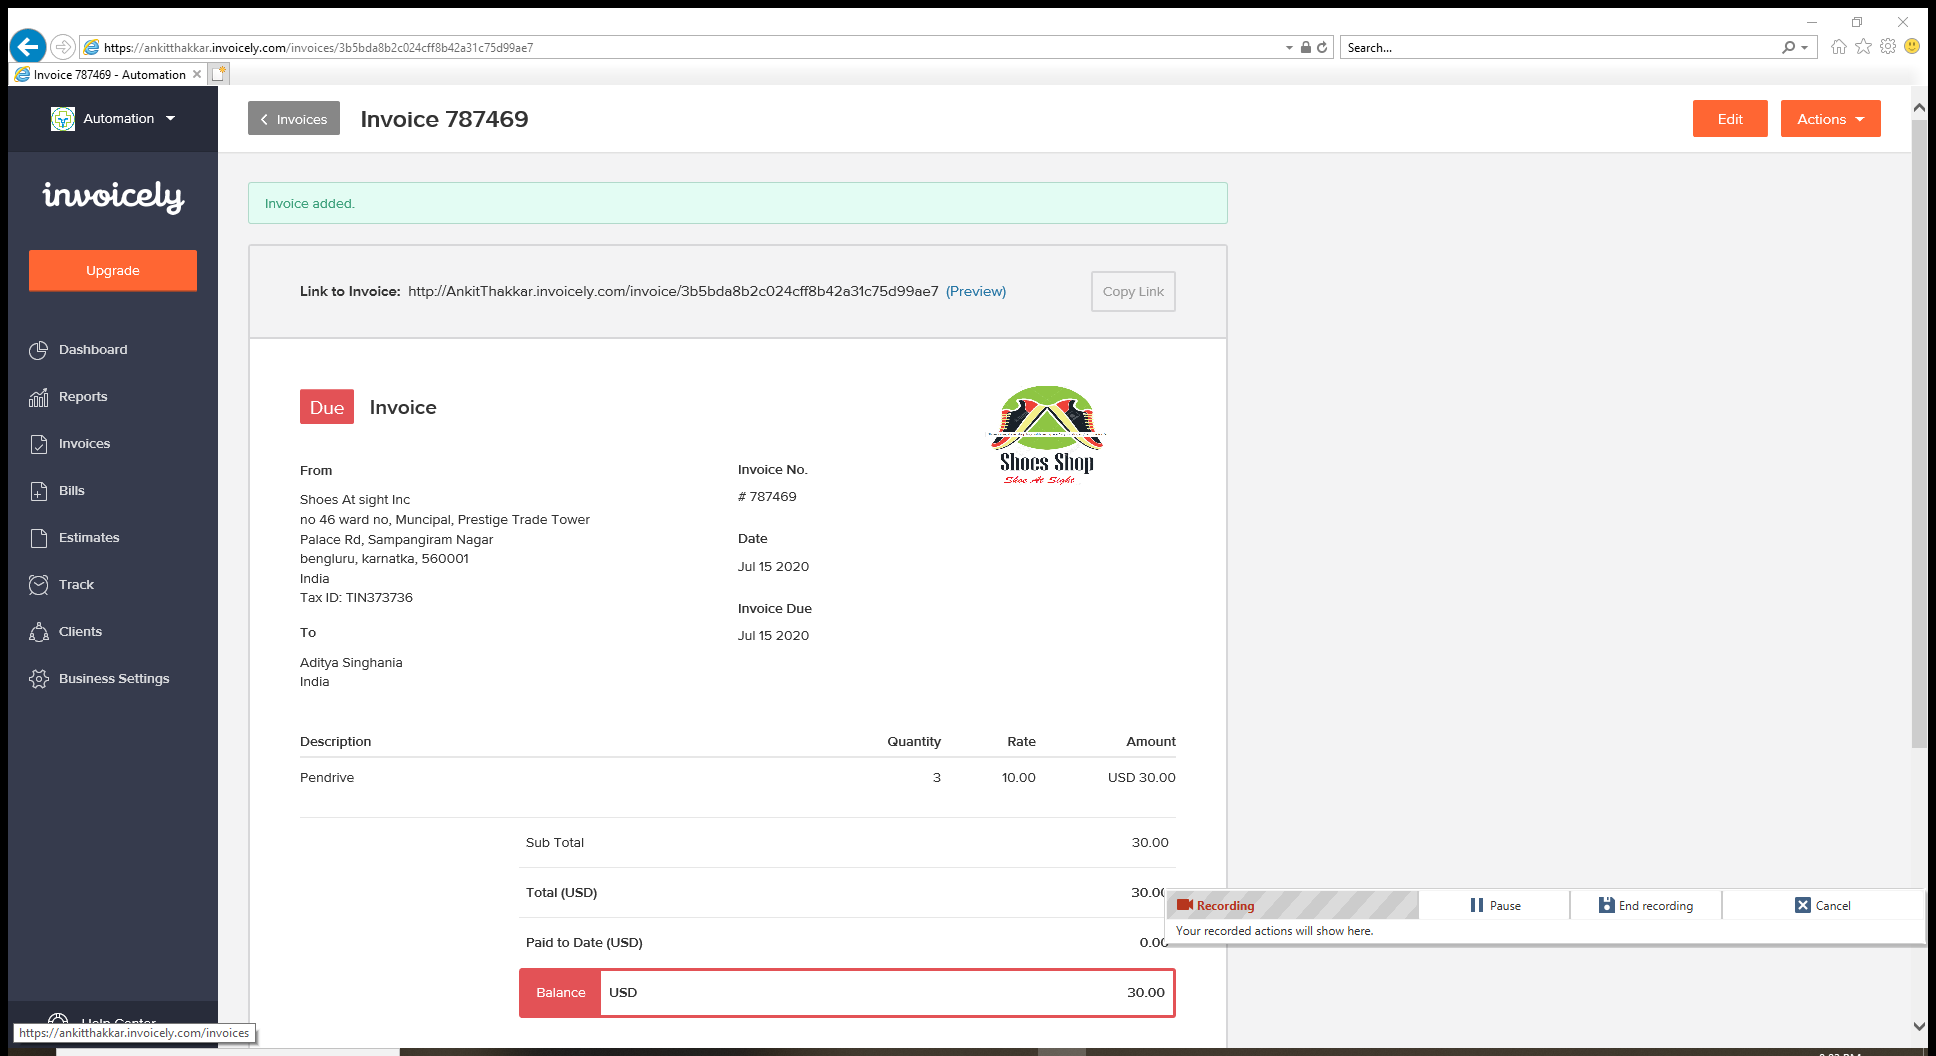 https://ankitthakkar.invoicely.com/invoices/3b5bda8b2c024cff8b42a31c75d99ae7
Search...
Invoice 787469 - Automation
Automation
Invoices
Invoice 787469
Edit
Actions
invoicely
Upgrade
Dashboard
Reports
Invoices
Bills
Estimates
Track
Clients
Business Settings
Help Center
https://ankitthakkar.invoicely.com/invoices
Invoice added.
Link to Invoice: http://AnkitThakkar.invoicely.com/invoice/3b5bda8b2c024cff8b42a31c75d99ae7 (Preview)
Copy Link
Due Invoice
Shoes Shop
Shoe At Sight
From
Shoes At sight Inc
no 46 ward no, Muncipal, Prestige Trade Tower
Palace Rd, Sampangiram Nagar
bengluru, karnatka, 560001
India
Tax ID: TIN373736
To
Aditya Singhania
India
Invoice No.
# 787469
Date
Jul 15 2020
Invoice Due
Jul 15 2020
Description Quantity Rate Amount
Pendrive 3 10.00 USD 30.00
Sub Total 30.00
Total (USD) 30.00
Paid to Date (USD) 0.00
Balance USD 30.00
Recording
Pause
End recording
Cancel
Your recorded actions will show here.